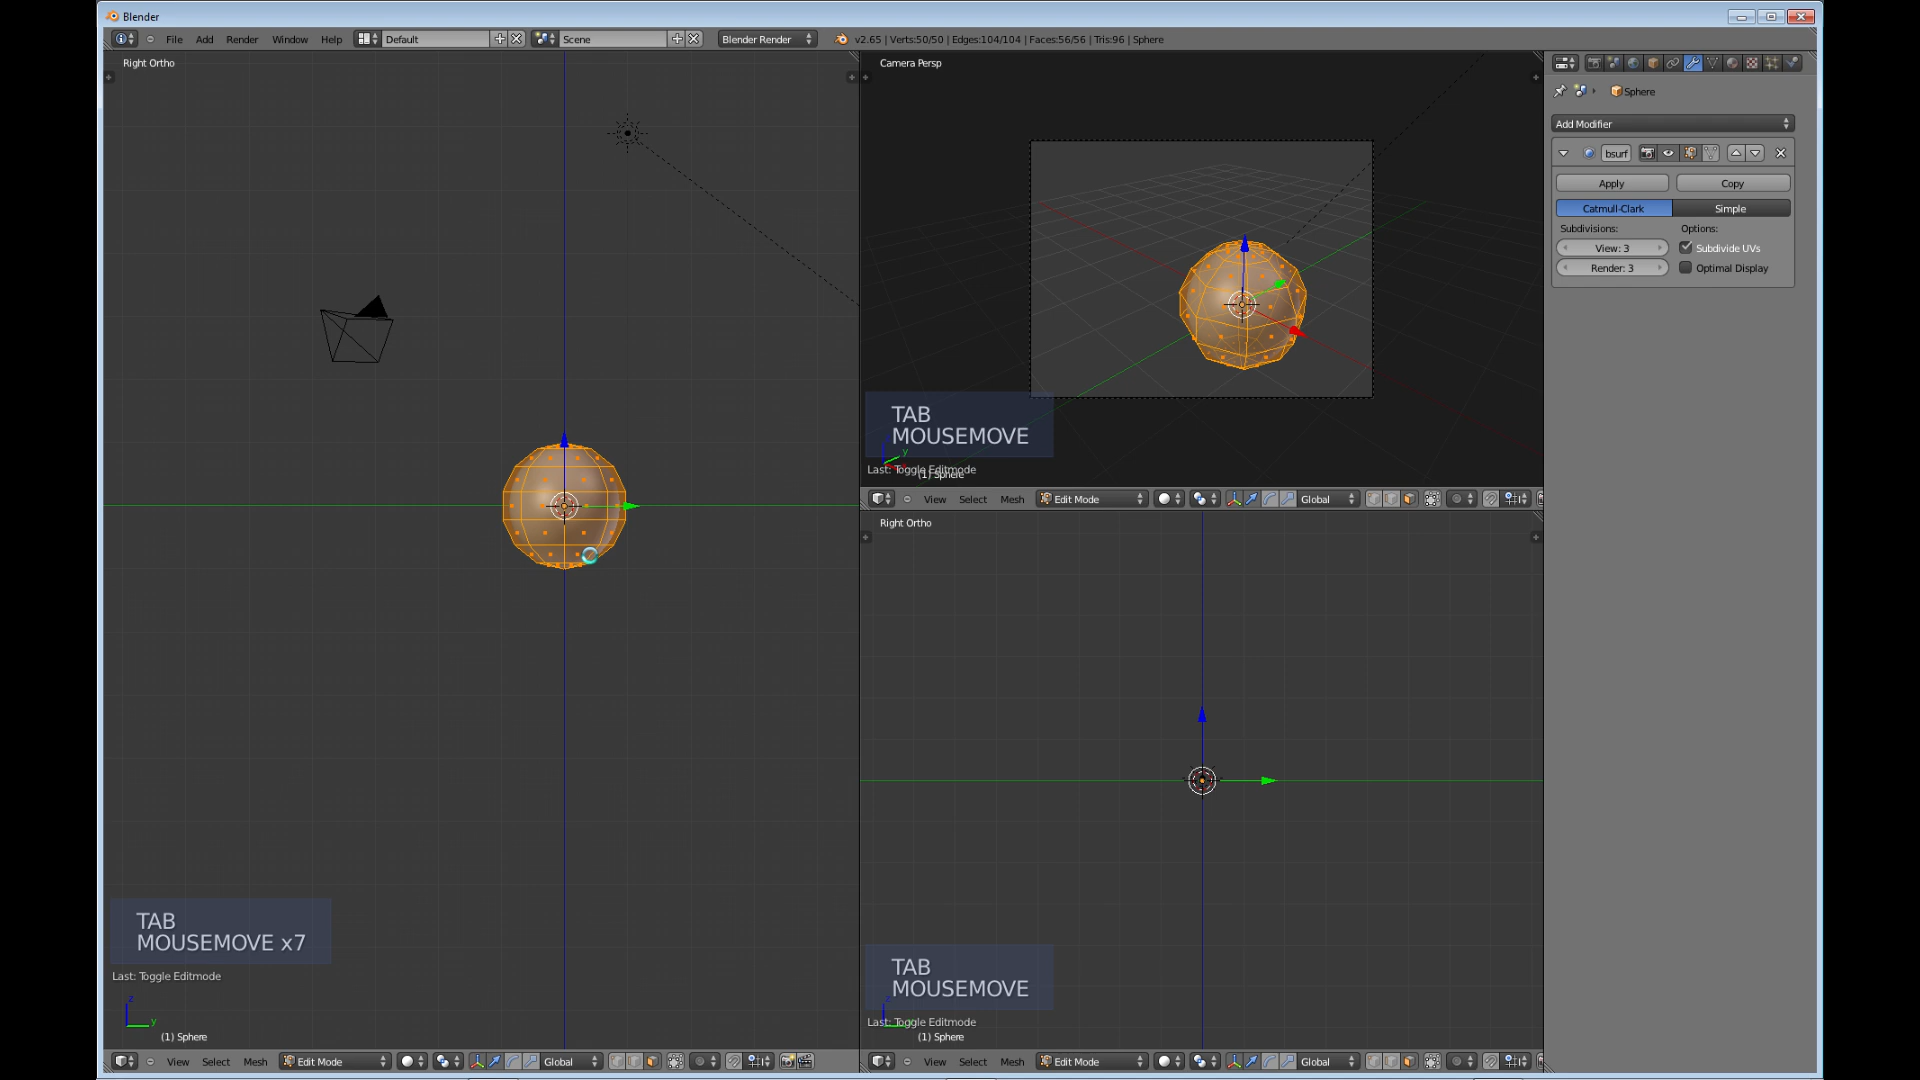 Blender
File Add Render Window Help Default Scene Blender Render v2.65 | Verts:50/50 | Edges:104/104 | Faces:56/56 | Tris:96 | Sphere
Right Ortho
TAB
MOUSEMOVE x7
Last: Toggle Editmode
z
y
(1) Sphere
View Select Mesh Edit Mode Global
Camera Persp
TAB
MOUSEMOVE
y
Last: Toggle Editmode
(1) Sphere
View Select Mesh Edit Mode Global
Right Ortho
TAB
MOUSEMOVE
z
Last: Toggle Editmode
(1) Sphere
View Select Mesh Edit Mode Global
Sphere
Add Modifier
bsurf
Apply Copy
Catmull-Clark Simple
Subdivisions: Options:
View: 3 Subdivide UVs
Render: 3 Optimal Display